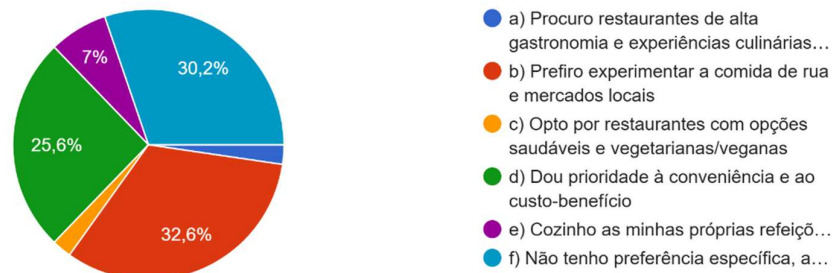 7%
30,2%
25,6%
32,6%
a) Procuro restaurantes de alta
gastronomia e experiências culinárias…
b) Prefiro experimentar a comida de rua
e mercados locais
c) Opto por restaurantes com opções
saudáveis e vegetarianas/veganas
d) Dou prioridade à conveniência e ao
custo-benefício
e) Cozinho as minhas próprias refeiçõ…
f) Não tenho preferência específica, a…